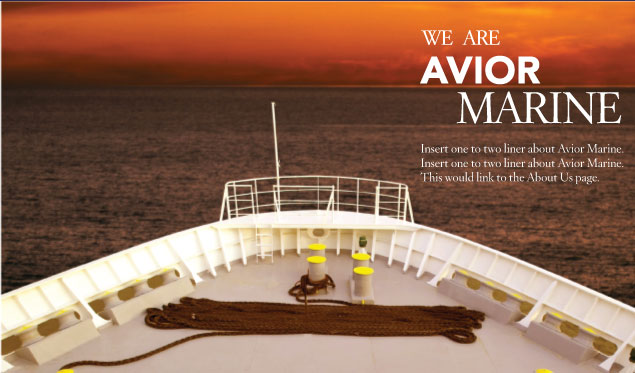 WE ARE
AVIOR
MARINE
Insert one to two liner about Avior Marine.
Insert one to two liner about Avior Marine.
This would link to the About Us page.